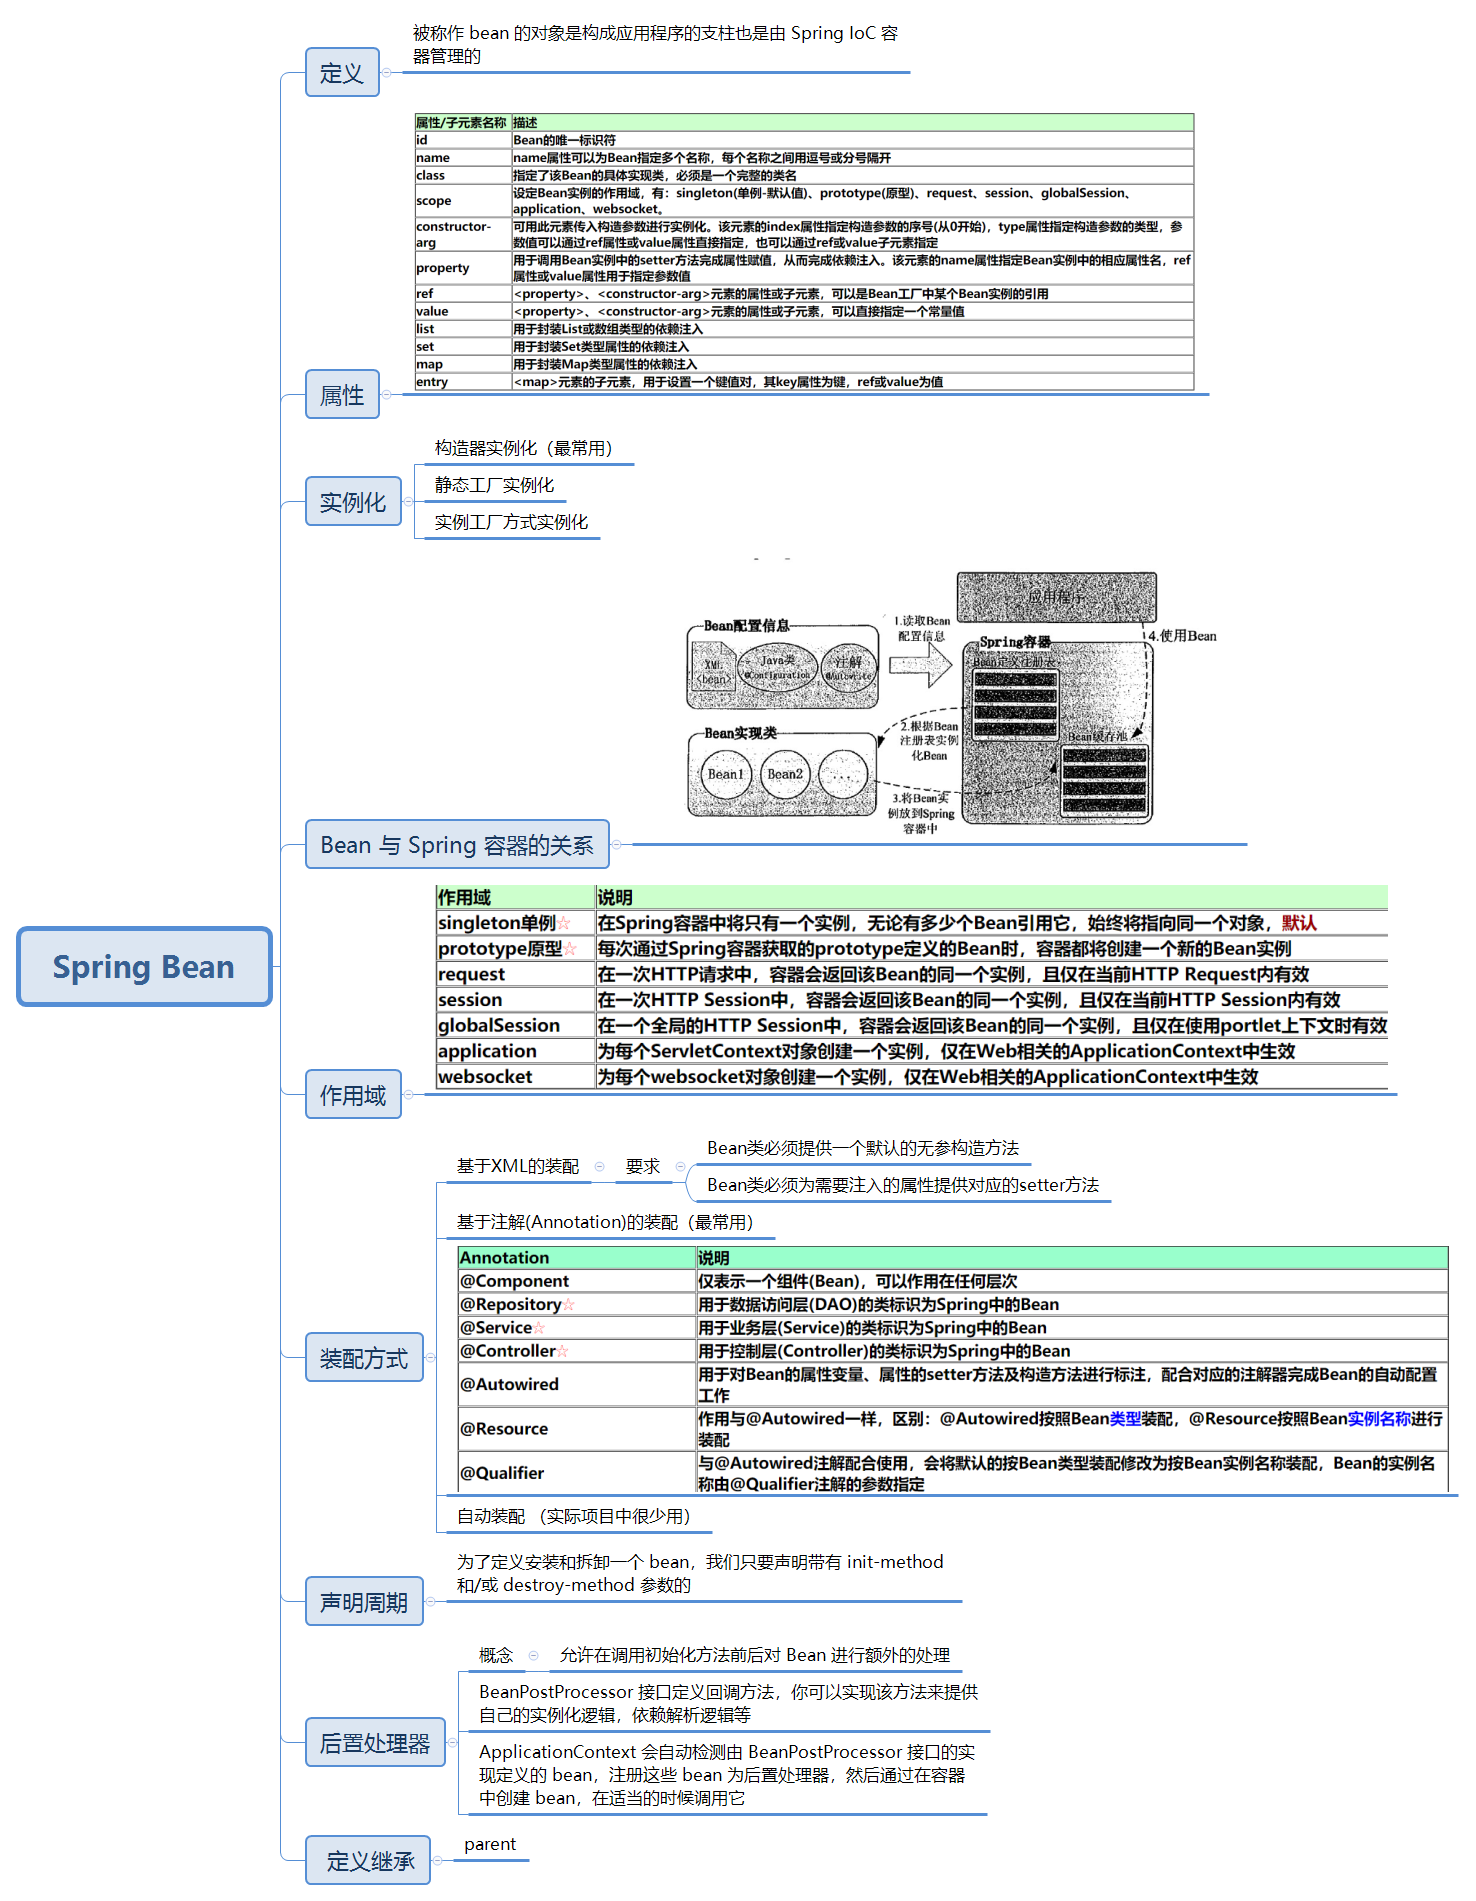 Spring Bean
定义
被称作 bean 的对象是构成应用程序的支柱也是由 Spring IoC 容
器管理的
属性
属性/子元素名称 描述
id Bean的唯一标识符
name name属性可以为Bean指定多个名称，每个名称之间用逗号或分号隔开
class 指定了该Bean的具体实现类，必须是一个完整的类名
scope 设定Bean实例的作用域，有：singleton(单例-默认值)、prototype(原型)、request、session、globalSession、
application、websocket。
constructor-
arg
可用此元素传入构造参数进行实例化。该元素的index属性指定构造参数的序号(从0开始)，type属性指定构造参数的类型，参
数值可以通过ref属性或value属性直接指定，也可以通过ref或value子元素指定
property 用于调用Bean实例中的setter方法完成属性赋值，从而完成依赖注入。该元素的name属性指定Bean实例中的相应属性名，ref
属性或value属性用于指定参数值
ref <property>、<constructor-arg>元素的属性或子元素，可以是Bean工厂中某个Bean实例的引用
value <property>、<constructor-arg>元素的属性或子元素，可以直接指定一个常量值
list 用于封装List或数组类型的依赖注入
set 用于封装Set类型属性的依赖注入
map 用于封装Map类型属性的依赖注入
entry <map>元素的子元素，用于设置一个键值对，其key属性为键，ref或value为值
实例化
构造器实例化（最常用）
静态工厂实例化
实例工厂方式实例化
Bean 与 Spring 容器的关系
应用程序
Bean配置信息
XML
<bean>
Java类
@Configuration
注解
@Autowrite
1.读取Bean
配置信息
Spring容器
Bean定义注册表
4.使用Bean
Bean实现类
Bean1
Bean2
...
2.根据Bean
注册表实例
化Bean
Bean缓存池
3.将Bean实
例放到Spring
容器中
作用域
作用域 说明
singleton单例☆ 在Spring容器中将只有一个实例，无论有多少个Bean引用它，始终将指向同一个对象，默认
prototype原型☆ 每次通过Spring容器获取的prototype定义的Bean时，容器都将创建一个新的Bean实例
request 在一次HTTP请求中，容器会返回该Bean的同一个实例，且仅在当前HTTP Request内有效
session 在一次HTTP Session中，容器会返回该Bean的同一个实例，且仅在当前HTTP Session内有效
globalSession 在一个全局的HTTP Session中，容器会返回该Bean的同一个实例，且仅在使用portlet上下文时有效
application 为每个ServletContext对象创建一个实例，仅在Web相关的ApplicationContext中生效
websocket 为每个websocket对象创建一个实例，仅在Web相关的ApplicationContext中生效
装配方式
基于XML的装配
要求
Bean类必须提供一个默认的无参构造方法
Bean类必须为需要注入的属性提供对应的setter方法
基于注解(Annotation)的装配（最常用）
Annotation 说明
@Component 仅表示一个组件(Bean)，可以作用在任何层次
@Repository☆ 用于数据访问层(DAO)的类标识为Spring中的Bean
@Service☆ 用于业务层(Service)的类标识为Spring中的Bean
@Controller☆ 用于控制层(Controller)的类标识为Spring中的Bean
@Autowired 用于对Bean的属性变量、属性的setter方法及构造方法进行标注，配合对应的注解器完成Bean的自动配置
工作
@Resource 作用与@Autowired一样，区别：@Autowired按照Bean类型装配，@Resource按照Bean实例名称进行
装配
@Qualifier 与@Autowired注解配合使用，会将默认的按Bean类型装配修改为按Bean实例名称装配，Bean的实例名
称由@Qualifier注解的参数指定
自动装配 （实际项目中很少用）
声明周期
为了定义安装和拆卸一个 bean，我们只要声明带有 init-method
和/或 destroy-method 参数的
后置处理器
概念
允许在调用初始化方法前后对 Bean 进行额外的处理
BeanPostProcessor 接口定义回调方法，你可以实现该方法来提供
自己的实例化逻辑，依赖解析逻辑等
ApplicationContext 会自动检测由 BeanPostProcessor 接口的实
现定义的 bean，注册这些 bean 为后置处理器，然后通过在容器
中创建 bean，在适当的时候调用它
定义继承
parent